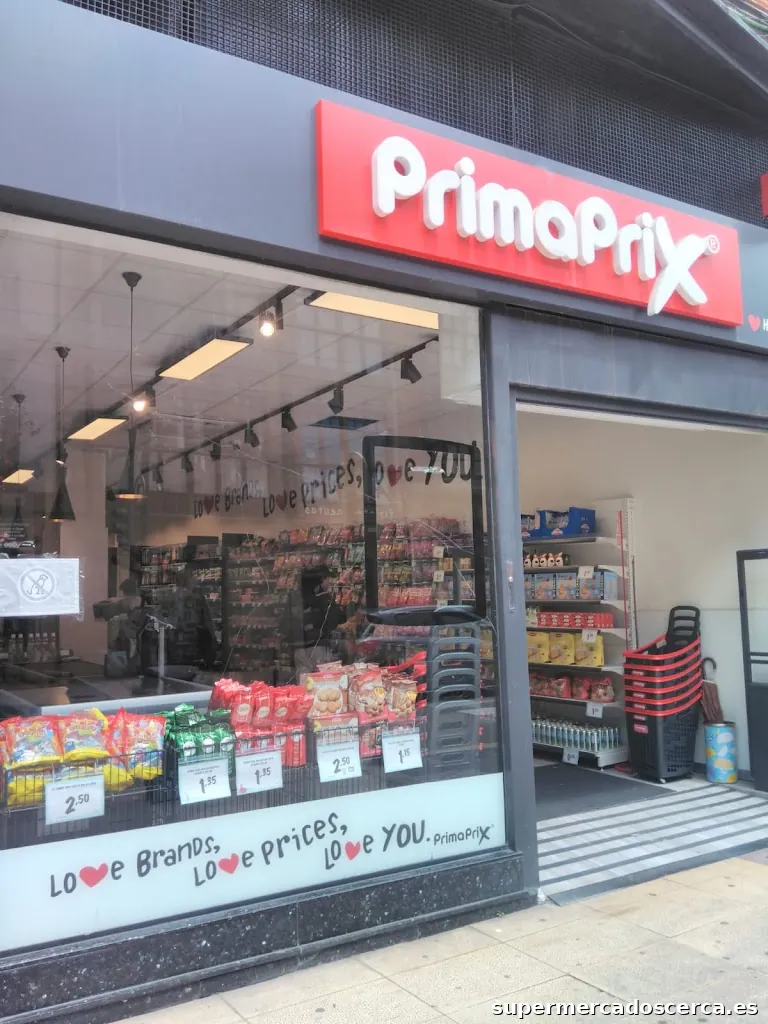 PrimaPriX®
Love Brands, Love Prices, Love YOU.
2.50
1.35
1.35
2.50
1.15
Love Brands, Love Prices, Love YOU. PrimaPriX
supermercadoscerca.es